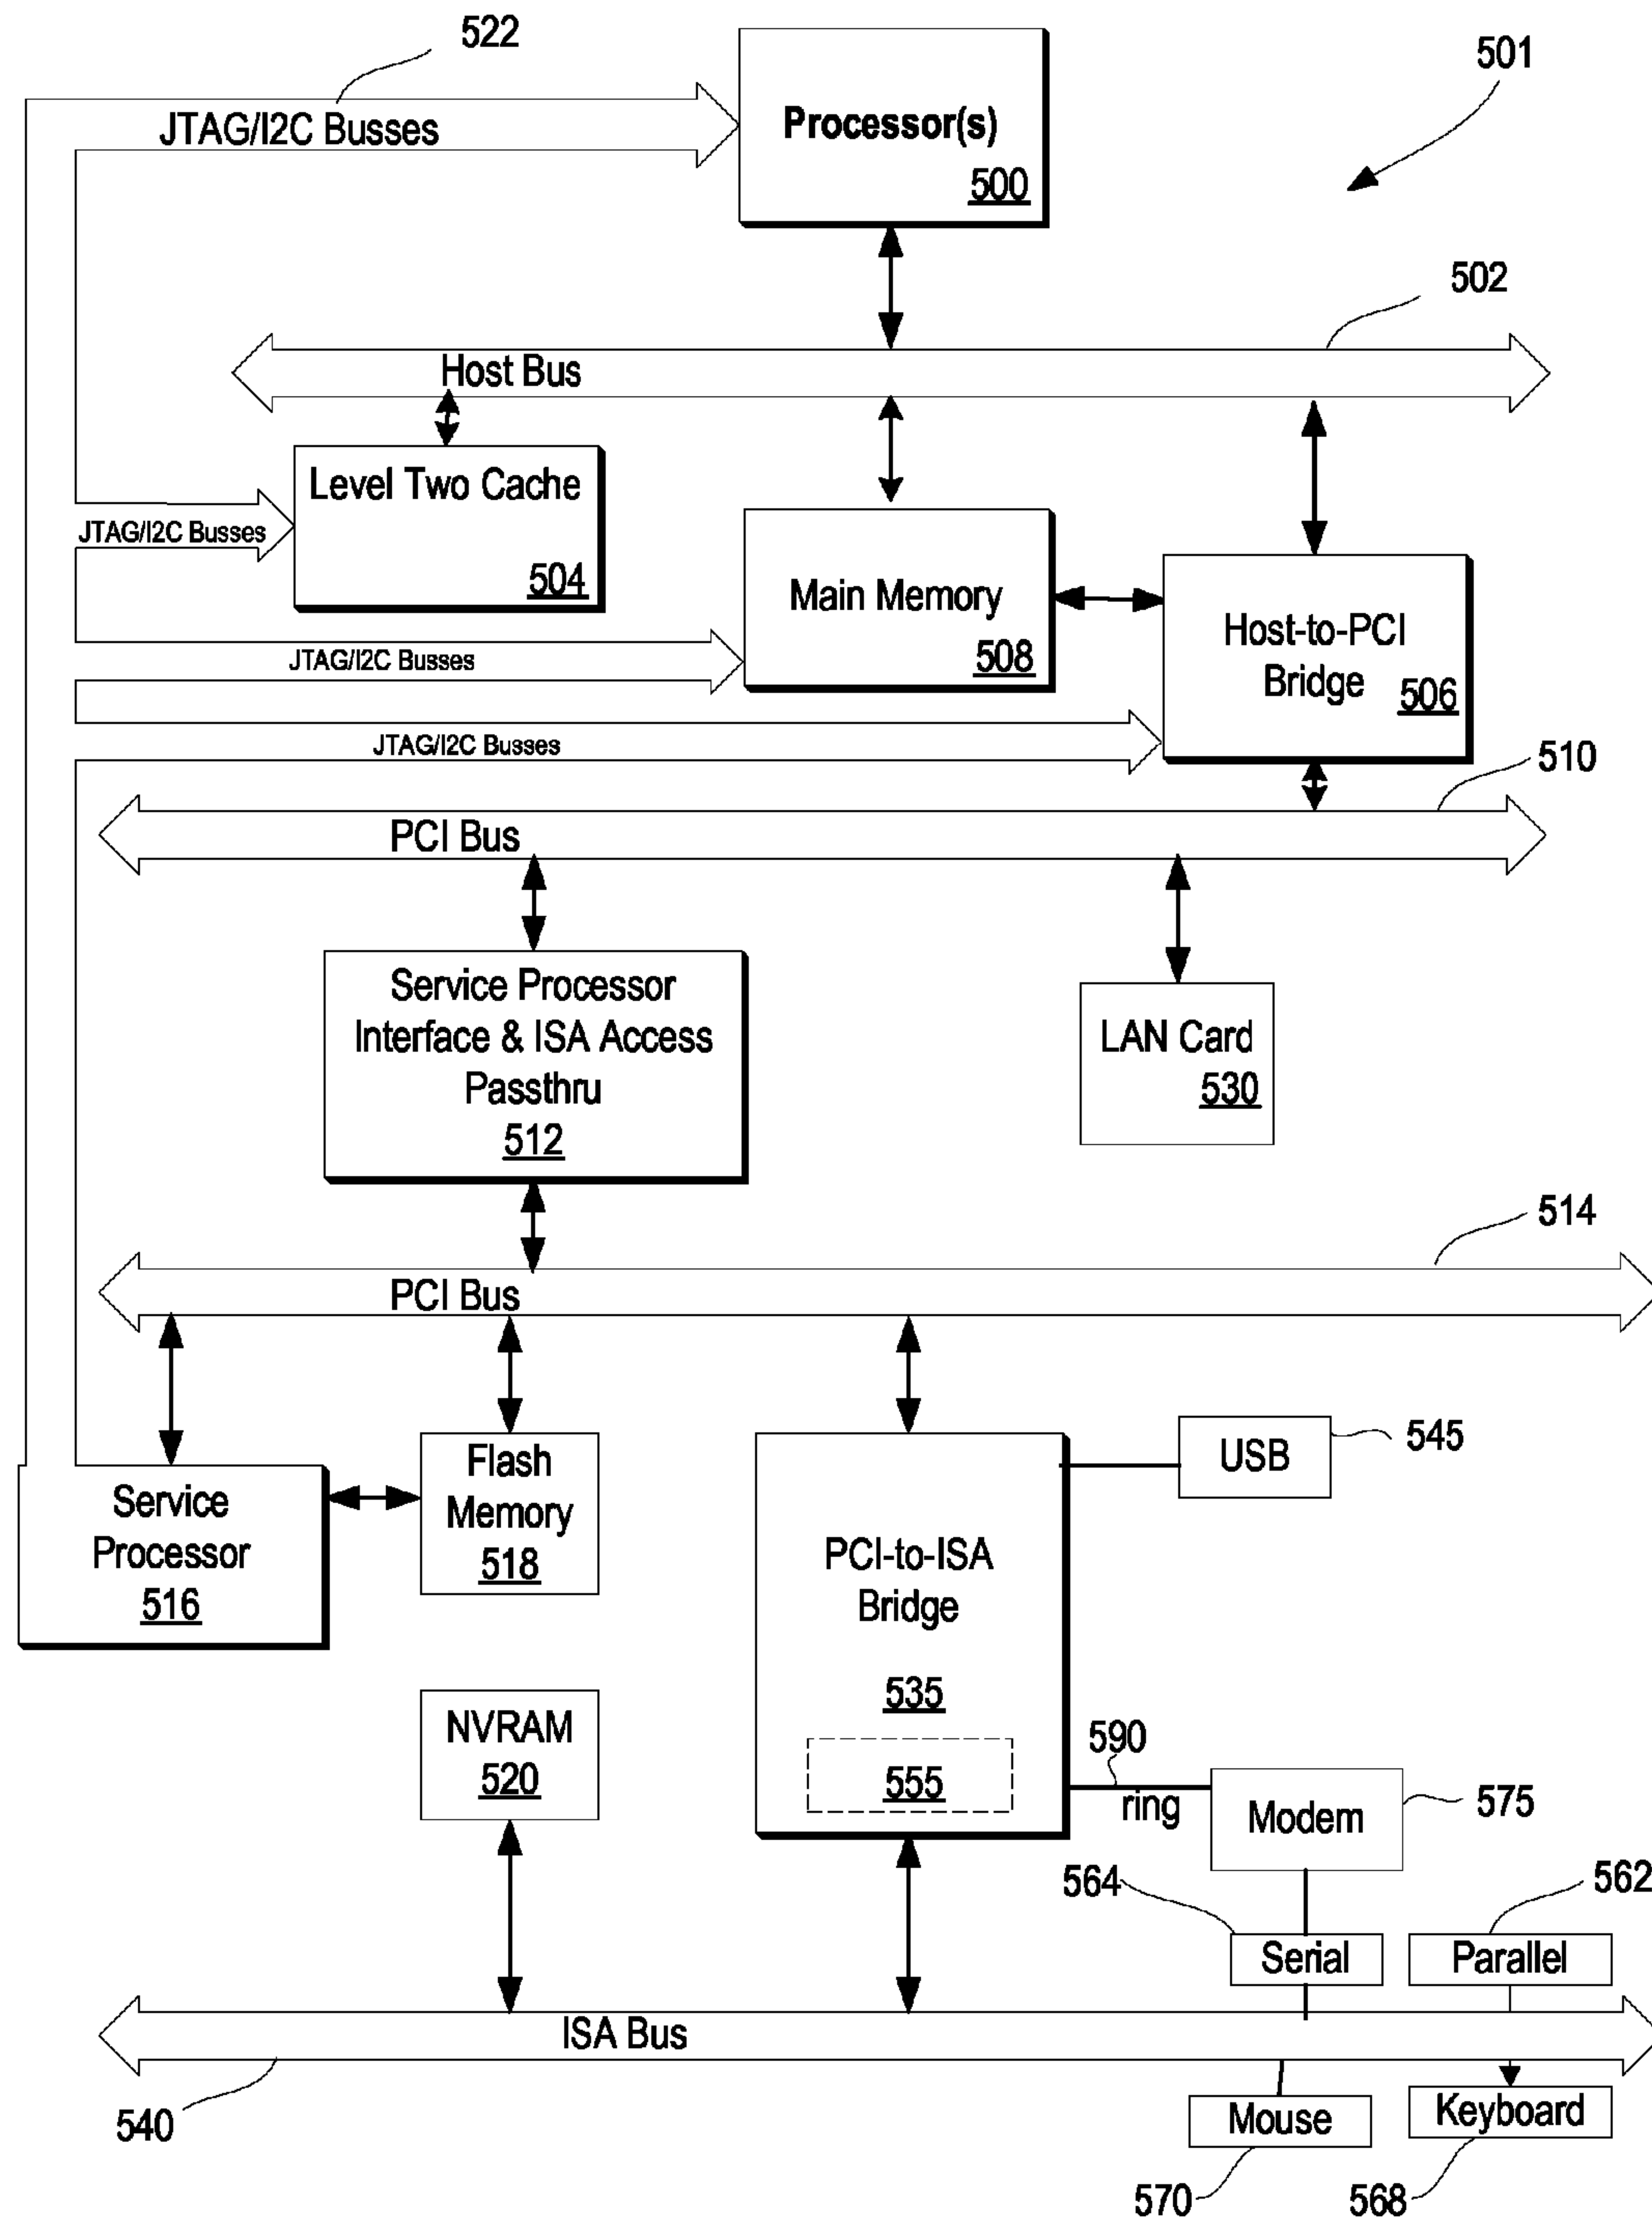 522
501
JTAG/I2C Busses
Processor(s)
500
502
Host Bus
Level Two Cache
504
JTAG/I2C Busses
Main Memory
508
Host-to-PCI
Bridge
506
JTAG/I2C Busses
JTAG/I2C Busses
510
PCI Bus
Service Processor
Interface & ISA Access
Passthru
512
LAN Card
530
514
PCI Bus
Service
Processor
516
Flash
Memory
518
USB
545
PCI-to-ISA
Bridge
535
555
NVRAM
520
590
ring
Modem
575
564
562
Serial
Parallel
ISA Bus
540
Mouse
Keyboard
570
568